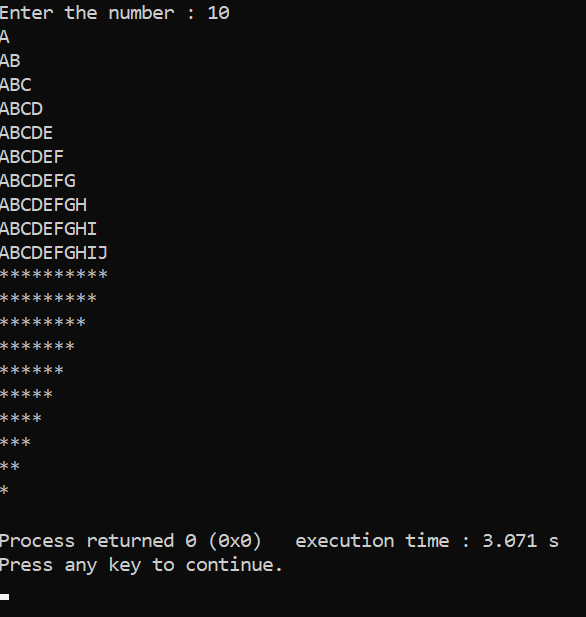 Enter the number : 10
A
AB
ABC
ABCD
ABCDE
ABCDEF
ABCDEFG
ABCDEFGH
ABCDEFGHI
ABCDEFGHIJ
**********
*********
********
*******
******
*****
****
***
**
*
Process returned 0 (0x0)   execution time : 3.071 s
Press any key to continue.